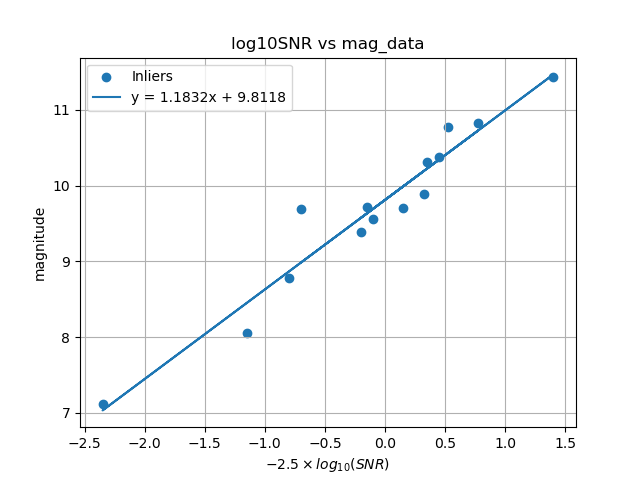 log10SNR vs mag_data
Inliers
y = 1.1832x + 9.8118
11
10
9
8
7
magnitude
−2.5 −2.0 −1.5 −1.0 −0.5 0.0 0.5 1.0 1.5
−2.5 × log₁₀(SNR)